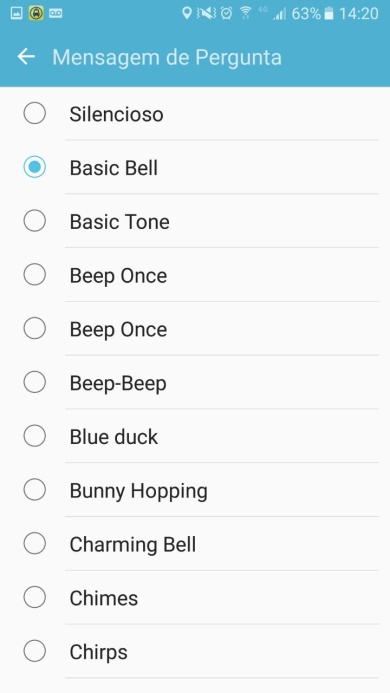 4G 63% 14:20
Mensagem de Pergunta
Silencioso
Basic Bell
Basic Tone
Beep Once
Beep Once
Beep-Beep
Blue duck
Bunny Hopping
Charming Bell
Chimes
Chirps